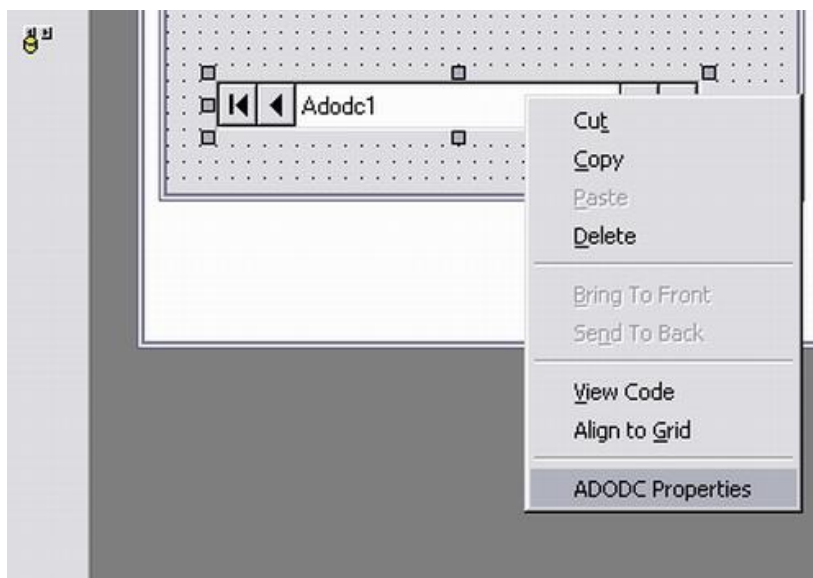 Adodc1
Cut
Copy
Paste
Delete
Bring To Front
Send To Back
View Code
Align to Grid
ADODC Properties